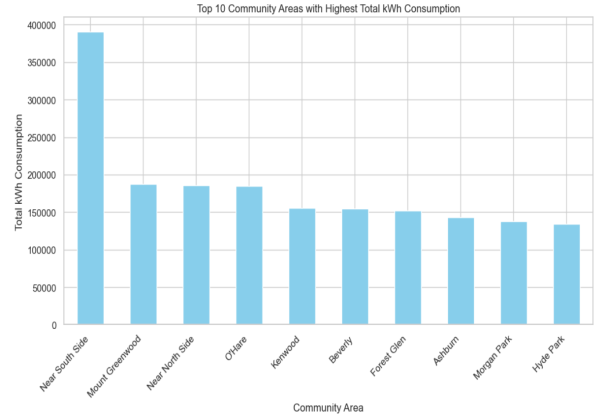 Top 10 Community Areas with Highest Total kWh Consumption
Total kWh Consumption
400000
350000
300000
250000
200000
150000
100000
50000
0
Near South Side
Mount Greenwood
Near North Side
O'Hare
Kenwood
Beverly
Forest Glen
Ashburn
Morgan Park
Hyde Park
Community Area